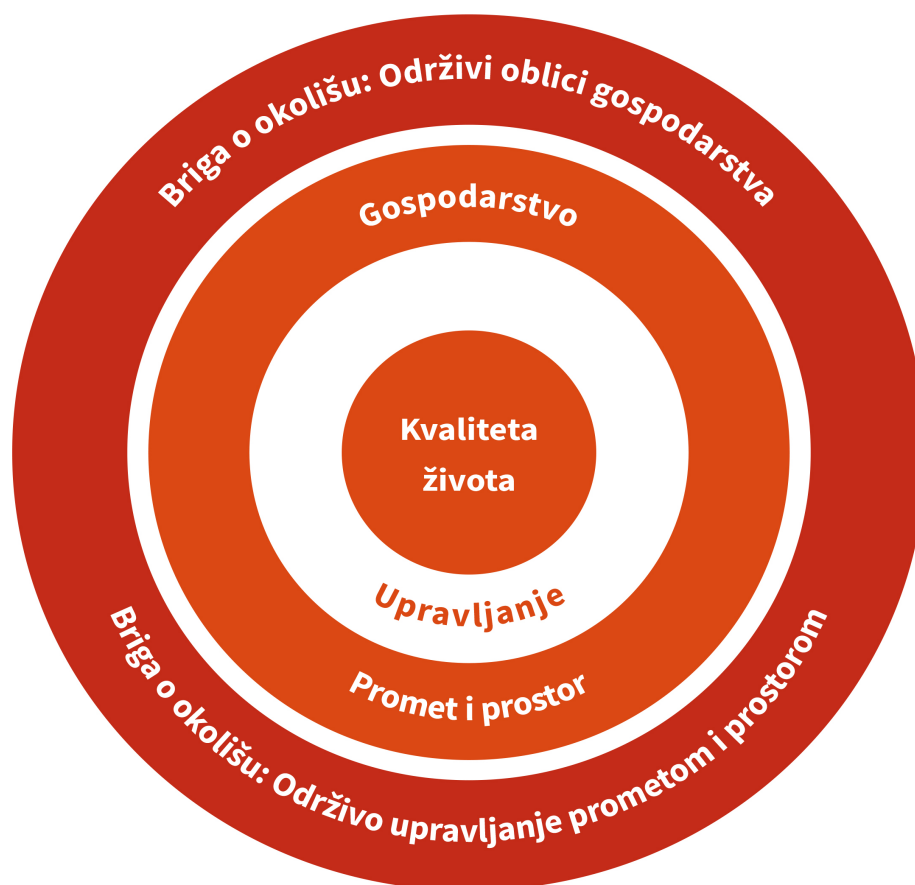 Briga o okolišu: Održivi oblici gospodarstva
Gospodarstvo
Kvaliteta
života
Upravljanje
Promet i prostor
Briga o okolišu: Održivo upravljanje prometom i prostorom